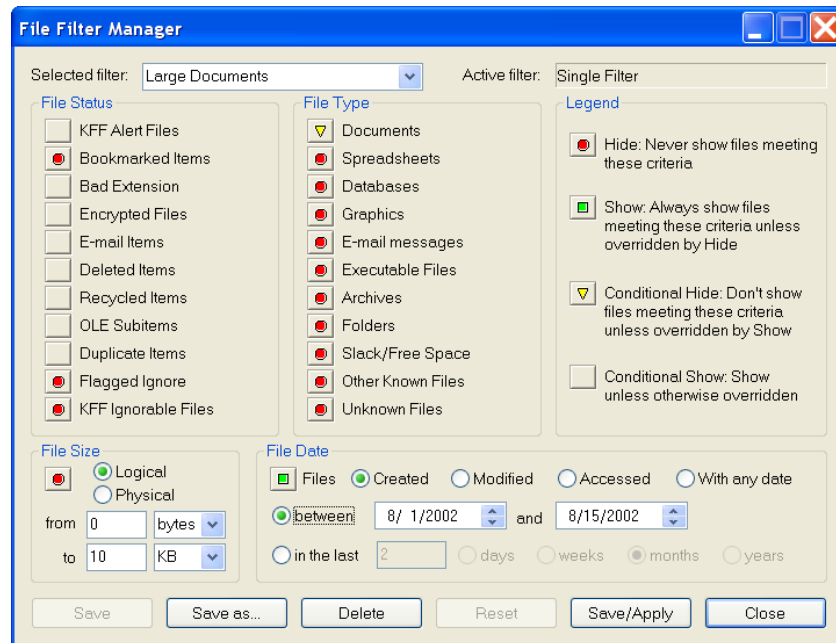 File Filter Manager
Selected filter: Large Documents Active filter: Single Filter
File Status
KFF Alert Files
Bookmarked Items
Bad Extension
Encrypted Files
E-mail Items
Deleted Items
Recycled Items
OLE Subitems
Duplicate Items
Flagged Ignore
KFF Ignorable Files
File Type
Documents
Spreadsheets
Databases
Graphics
E-mail messages
Executable Files
Archives
Folders
Slack/Free Space
Other Known Files
Unknown Files
Legend
Hide: Never show files meeting
these criteria
Show: Always show files
meeting these criteria unless
overridden by Hide
Conditional Hide: Don't show
files meeting these criteria
unless overridden by Show
Conditional Show: Show
unless otherwise overridden
File Size
Logical
Physical
from 0 bytes
to 10 KB
File Date
Files Created Modified Accessed With any date
between 8/ 1/2002 and 8/15/2002
in the last 2 days weeks months years
Save Save as... Delete Reset Save/Apply Close